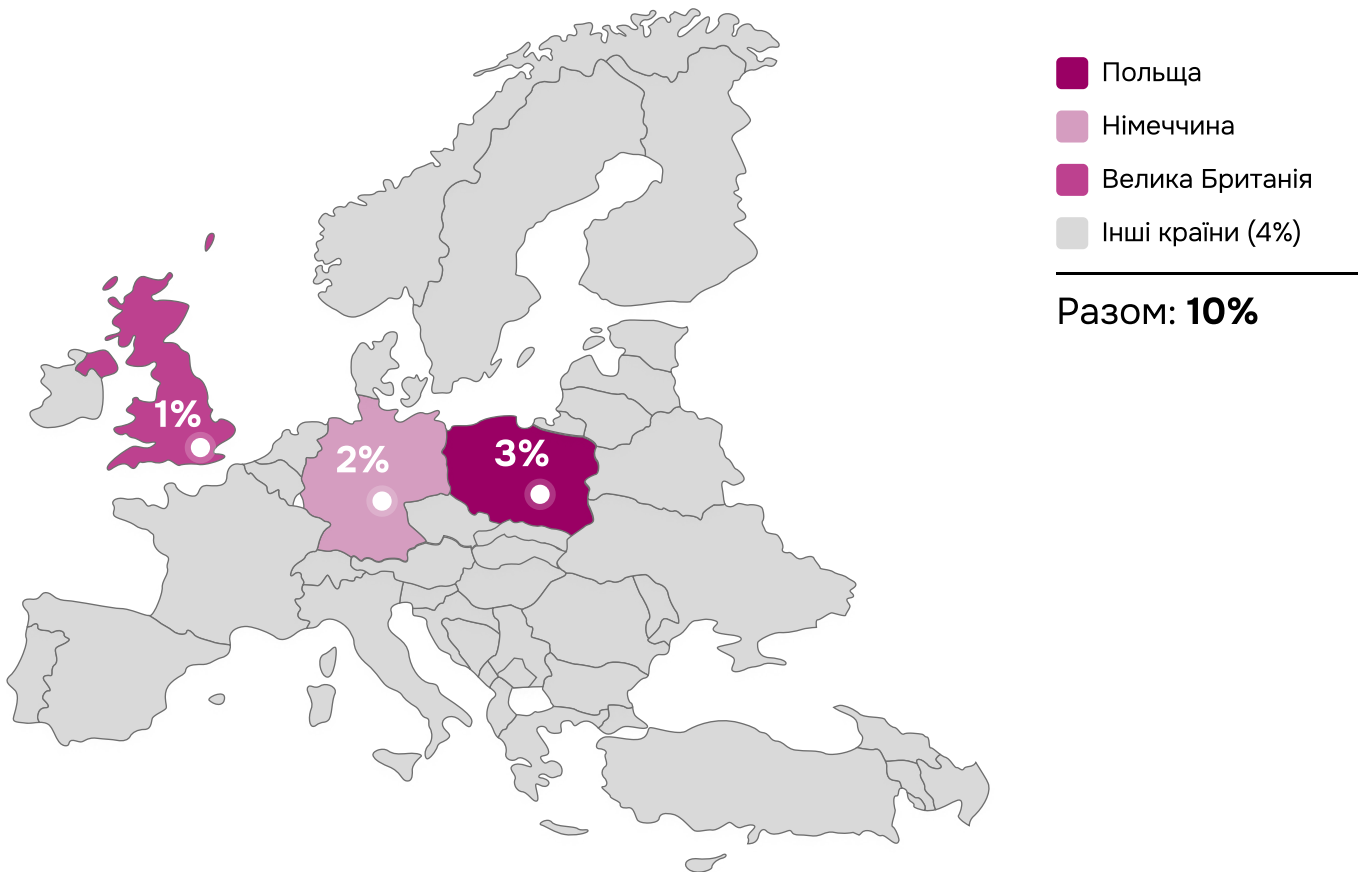 Польща
Німеччина
Велика Британія
Інші країни (4%)
Разом: 10%
1%
2%
3%